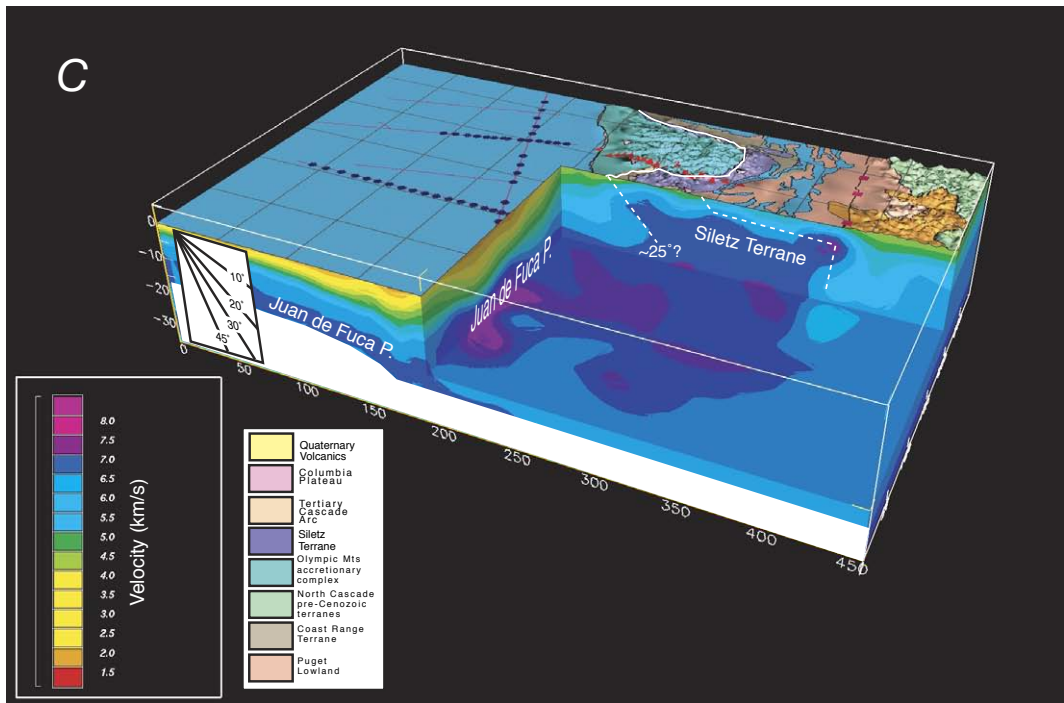 C
0
−10
−20
−30
0
50
100
150
200
250
300
350
400
450
10°
20°
30°
45°
Juan de Fuca P.
Juan de Fuca P.
~25°?
Siletz Terrane
8.0
7.5
7.0
6.5
6.0
5.0
4.5
4.0
3.5
3.0
2.5
2.0
1.5
Velocity (km/s)
Quaternary
Volcanics
Columbia
Plateau
Tertiary
Cascade
Arc
Siletz
Terrane
Olympic Mts
accretionary
complex
North Cascade
pre-Cenozoic
terranes
Coast Range
Terrane
Puget
Lowland